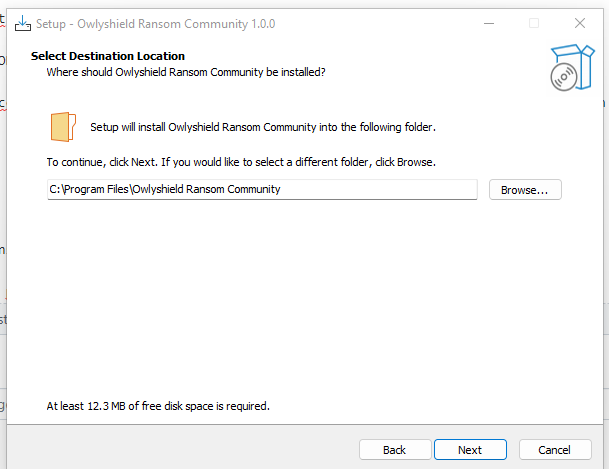 Setup - Owlyshield Ransom Community 1.0.0
Select Destination Location
Where should Owlyshield Ransom Community be installed?
Setup will install Owlyshield Ransom Community into the following folder.
To continue, click Next. If you would like to select a different folder, click Browse.
C:\Program Files\Owlyshield Ransom Community
Browse...
At least 12.3 MB of free disk space is required.
Back
Next
Cancel